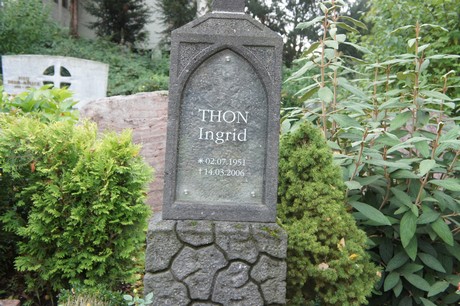 THON
Ingrid
* 02.07.1951
† 14.03.2006